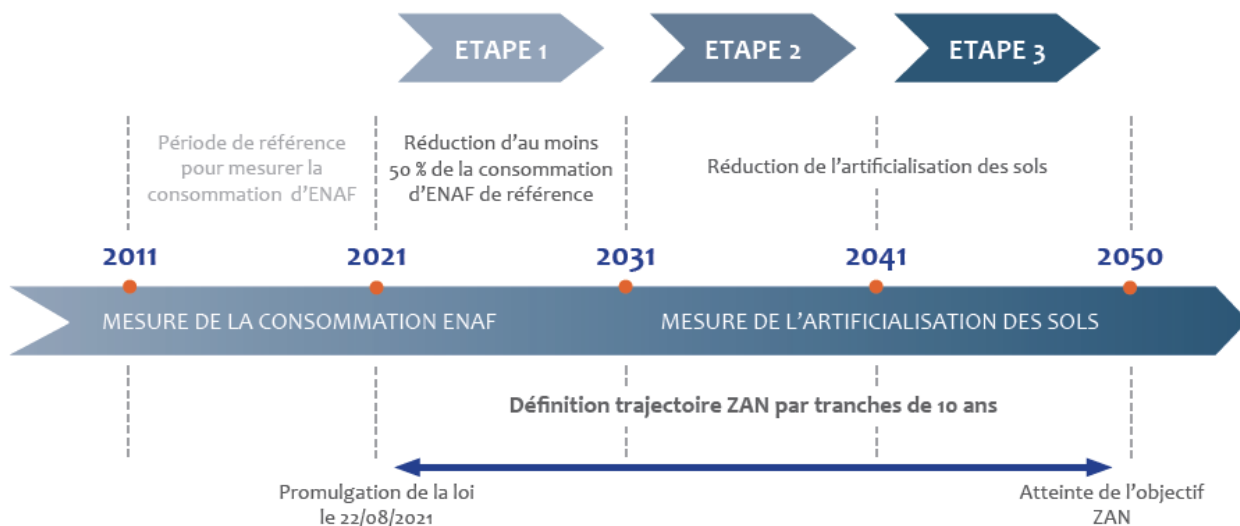 ETAPE 1
ETAPE 2
ETAPE 3
Période de référence
pour mesurer la
consommation d'ENAF
Réduction d'au moins
50 % de la consommation
d'ENAF de référence
Réduction de l'artificialisation des sols
2011
2021
2031
2041
2050
MESURE DE LA CONSOMMATION ENAF
MESURE DE L'ARTIFICIALISATION DES SOLS
Définition trajectoire ZAN par tranches de 10 ans
Promulgation de la loi
le 22/08/2021
Atteinte de l'objectif
ZAN